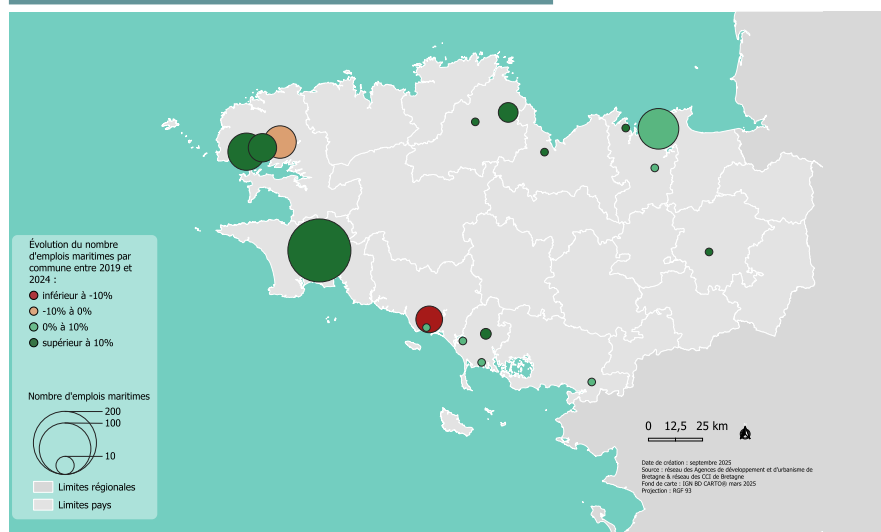 Évolution du nombre
d'emplois maritimes par
commune entre 2019 et
2024 :
inférieur à -10%
-10% à 0%
0% à 10%
supérieur à 10%
Nombre d'emplois maritimes
200
100
10
Limites régionales
Limites pays
0 12,5 25 km
Date de création : septembre 2025
Source : réseau des Agences de développement et d'urbanisme de
Bretagne & réseau des CCI de Bretagne
Fond de carte : IGN BD CARTO® mars 2025
Projection : RGF 93